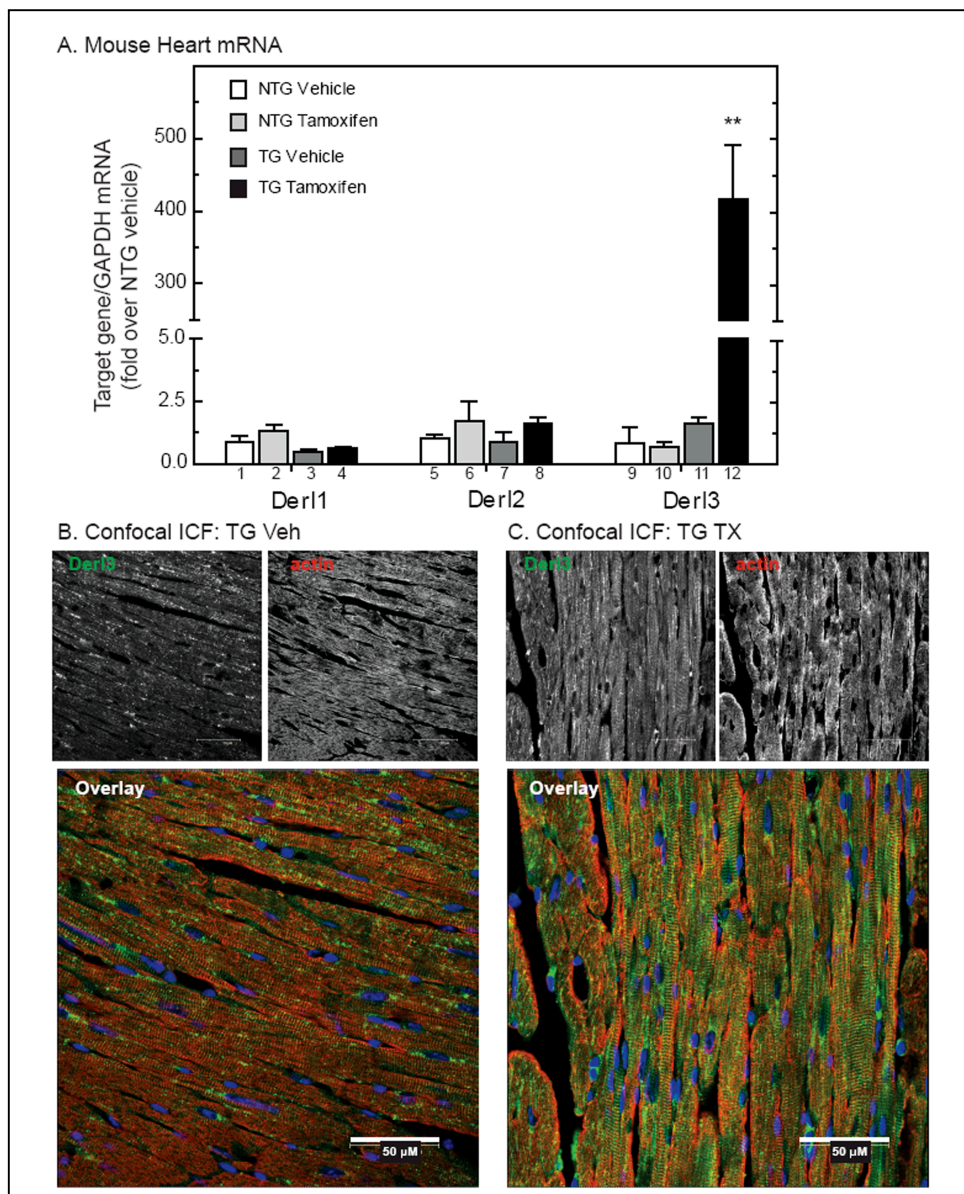 A. Mouse Heart mRNA
Target gene/GAPDH mRNA
(fold over NTG vehicle)
500
400
300
200
5.0
2.5
0.0
NTG Vehicle
NTG Tamoxifen
TG Vehicle
TG Tamoxifen
**
1 2 3 4 5 6 7 8 9 10 11 12
Derl1 Derl2 Derl3
B. Confocal ICF: TG Veh
Derl3
actin
Overlay
50 µM
C. Confocal ICF: TG TX
Derl3
actin
Overlay
50 µM